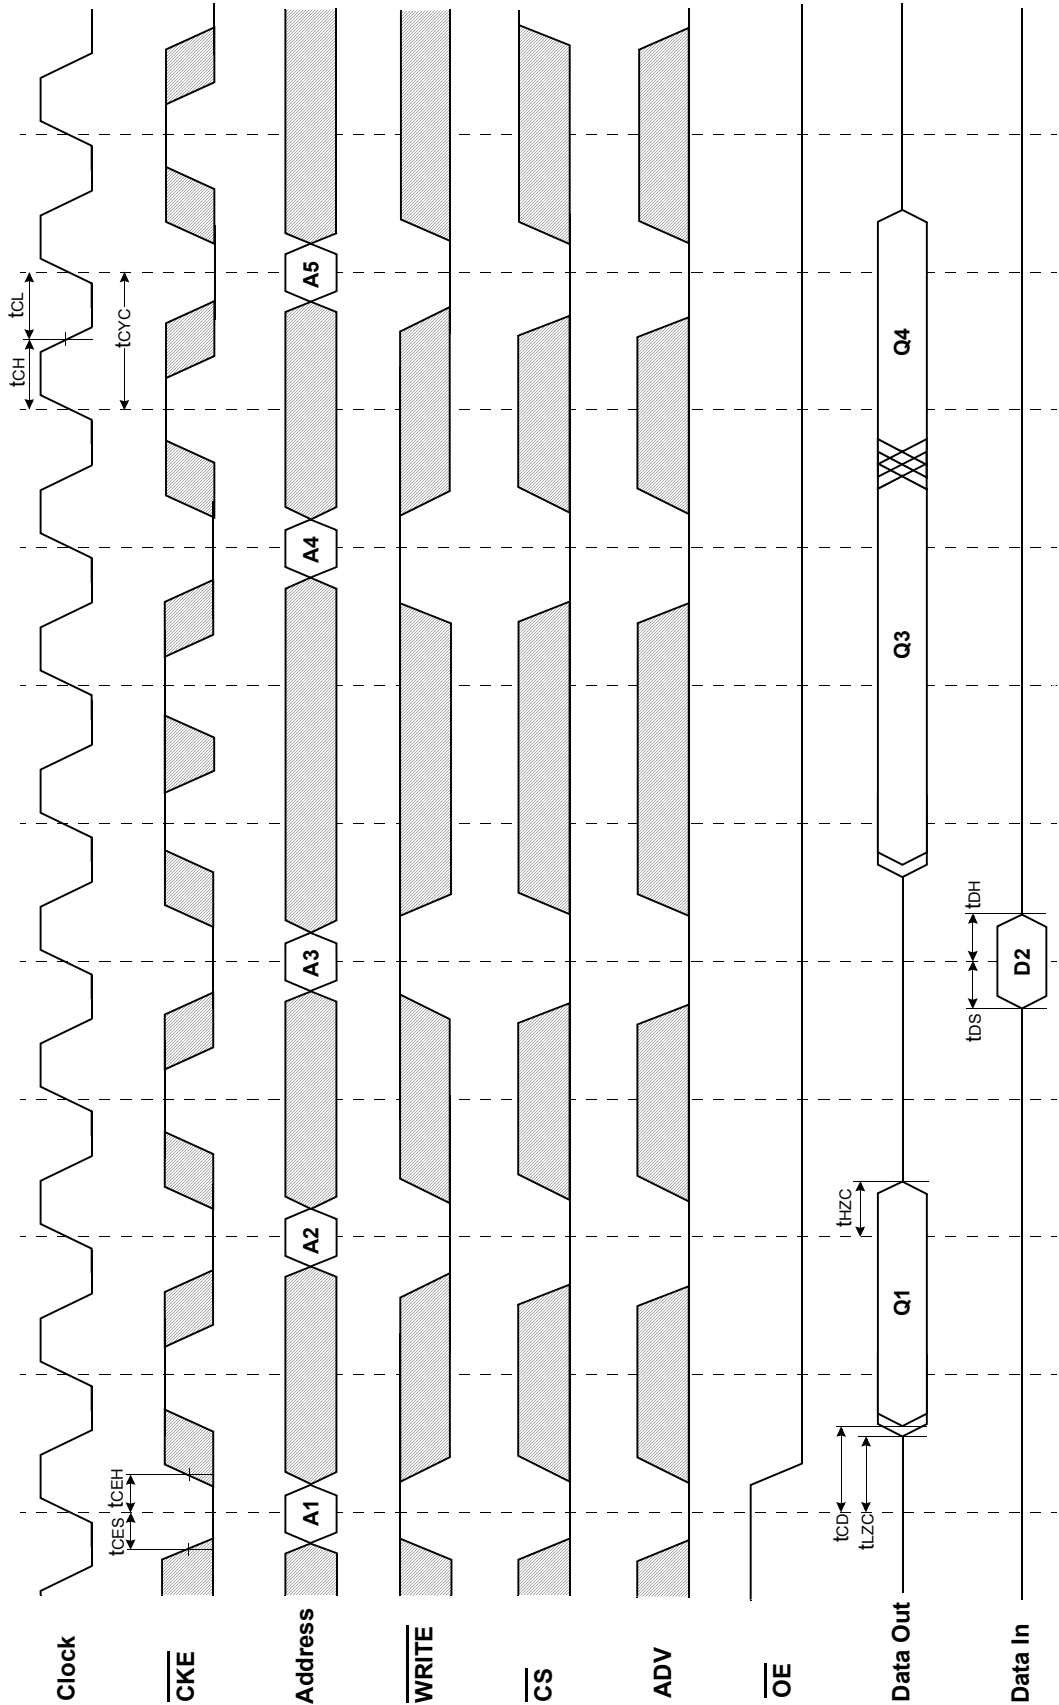 Clock
tCH
tCL
tCES
tCEH
tCYC
CKE
Address
A1
A2
A3
A4
A5
WRITE
CS
ADV
OE
tCD
tLZC
tHZC
Data Out
Q1
Q3
Q4
tDS
tDH
Data In
D2